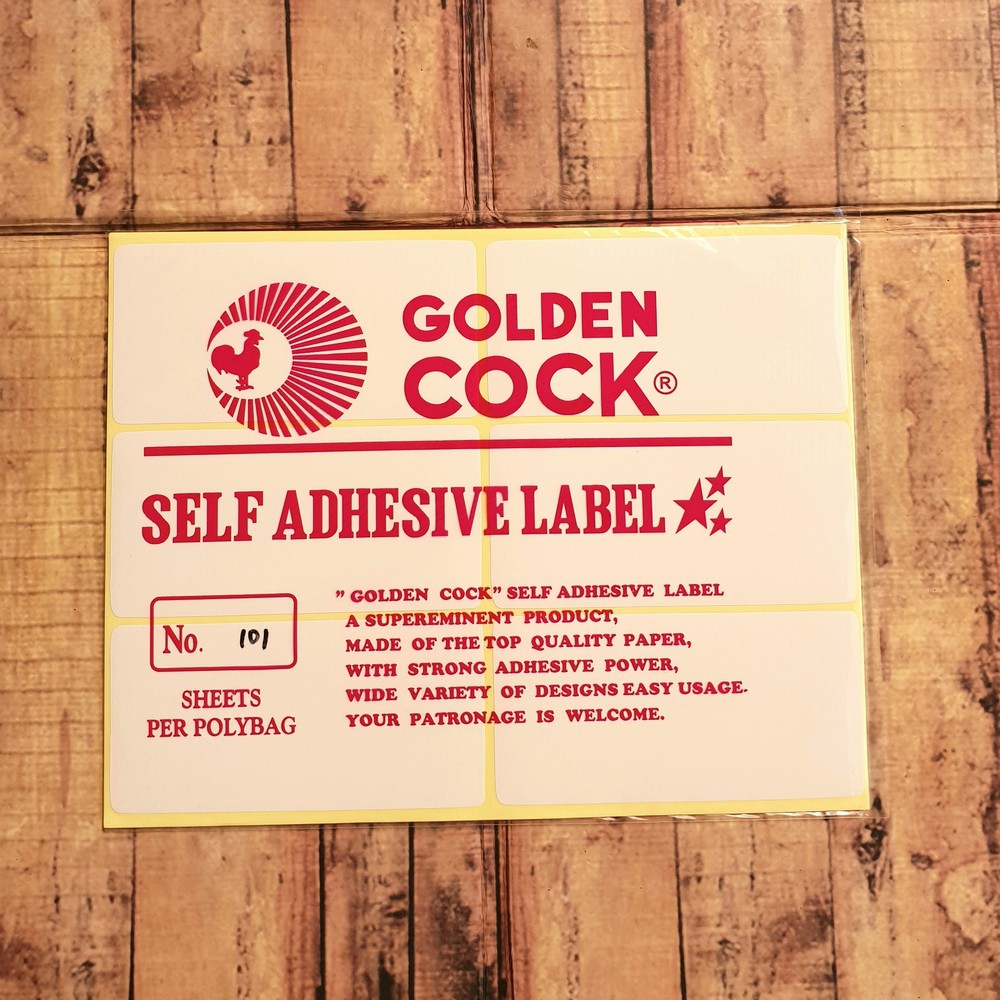 GOLDEN
COCK®
SELF ADHESIVE LABEL
No. 101
SHEETS
PER POLYBAG
" GOLDEN COCK" SELF ADHESIVE LABEL
A SUPEREMINENT PRODUCT,
MADE OF THE TOP QUALITY PAPER,
WITH STRONG ADHESIVE POWER,
WIDE VARIETY OF DESIGNS EASY USAGE.
YOUR PATRONAGE IS WELCOME.